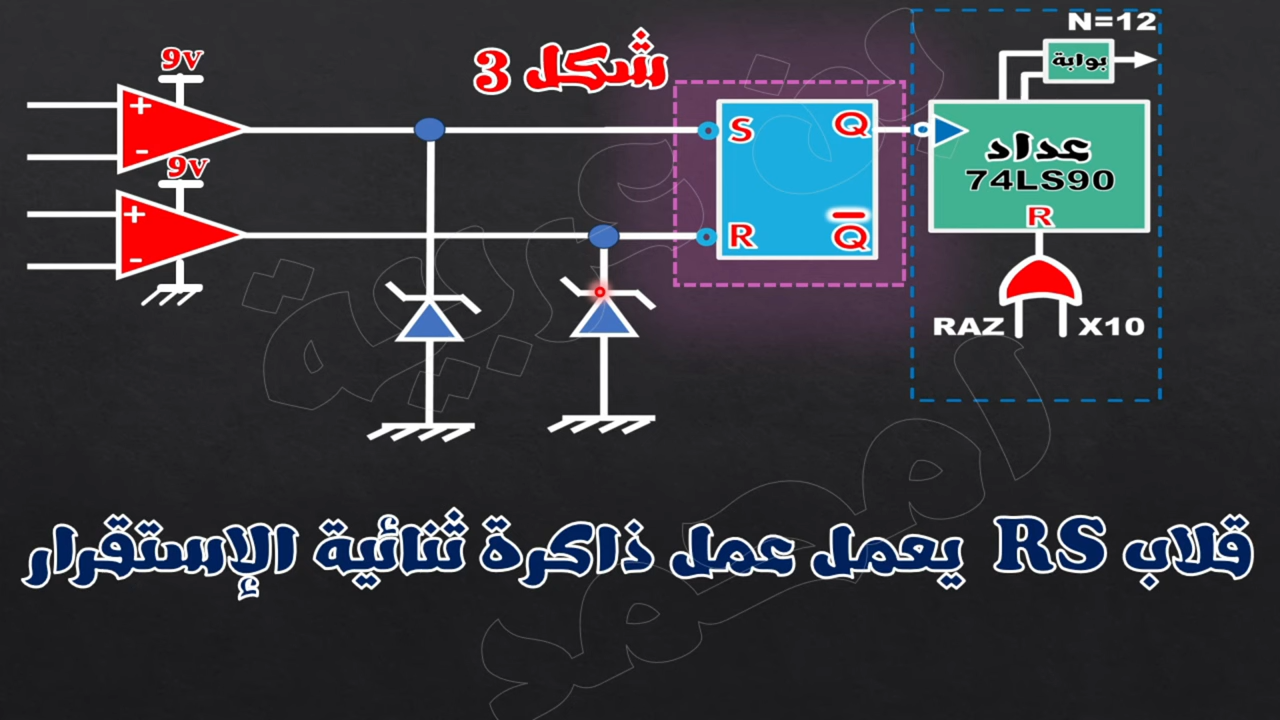 N=12
شكل 3
9v
بوابة
+
-
S
Q
R
Q̅
عداد
74LS90
R
9v
+
-
RAZ
X10
قلاب RS يعمل عمل ذاكرة ثنائية الإستقرار